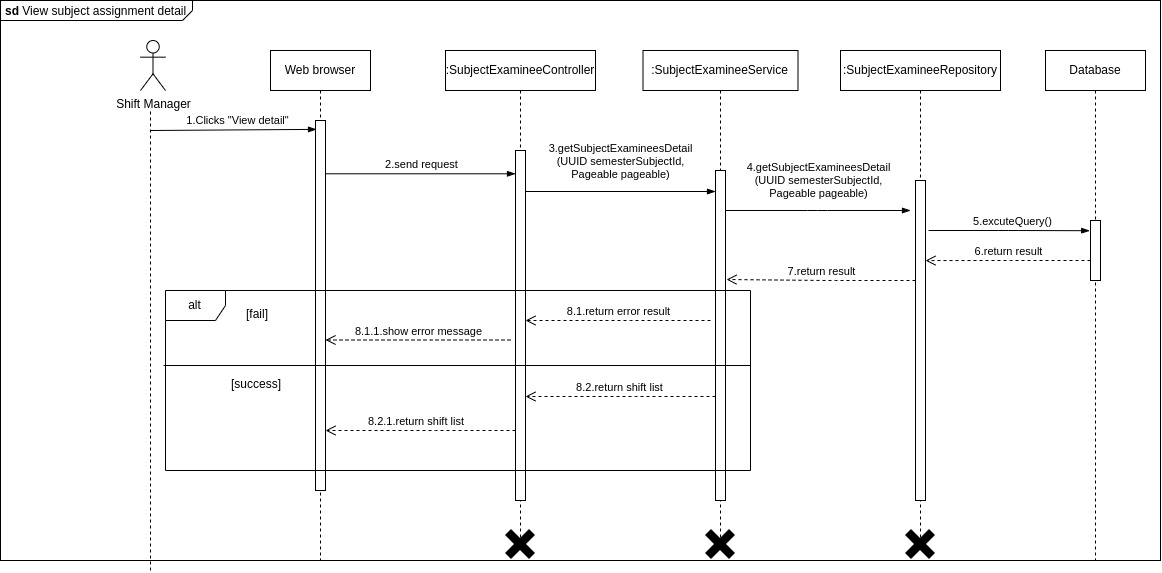 sd View subject assignment detail
Shift Manager
Web browser
:SubjectExamineeController
:SubjectExamineeService
:SubjectExamineeRepository
Database
1.Clicks "View detail"
2.send request
3.getSubjectExamineesDetail
(UUID semesterSubjectId,
Pageable pageable)
4.getSubjectExamineesDetail
(UUID semesterSubjectId,
Pageable pageable)
5.excuteQuery()
6.return result
7.return result
alt
[fail]
8.1.return error result
8.1.1.show error message
[success]
8.2.return shift list
8.2.1.return shift list